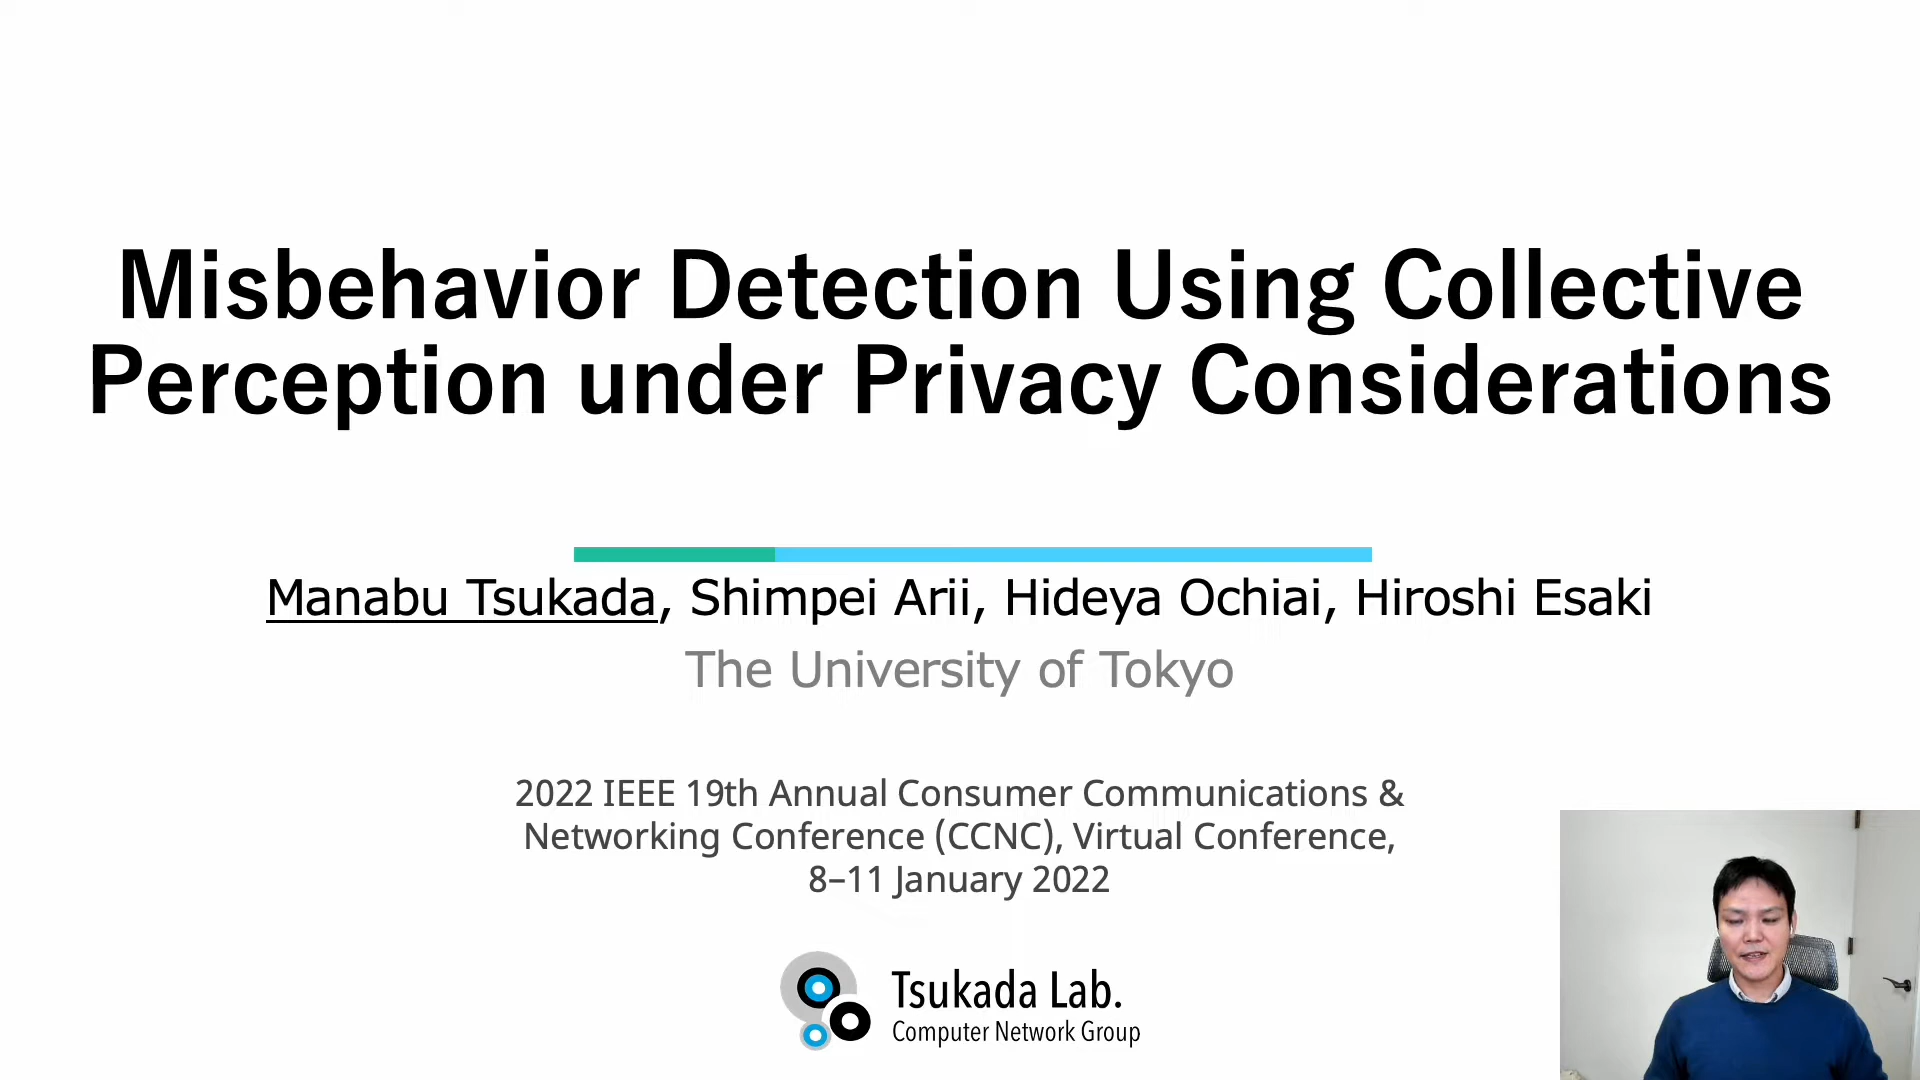 Misbehavior Detection Using Collective
Perception under Privacy Considerations
Manabu Tsukada, Shimpei Arii, Hideya Ochiai, Hiroshi Esaki
The University of Tokyo
2022 IEEE 19th Annual Consumer Communications &
Networking Conference (CCNC), Virtual Conference,
8–11 January 2022
Tsukada Lab.
Computer Network Group